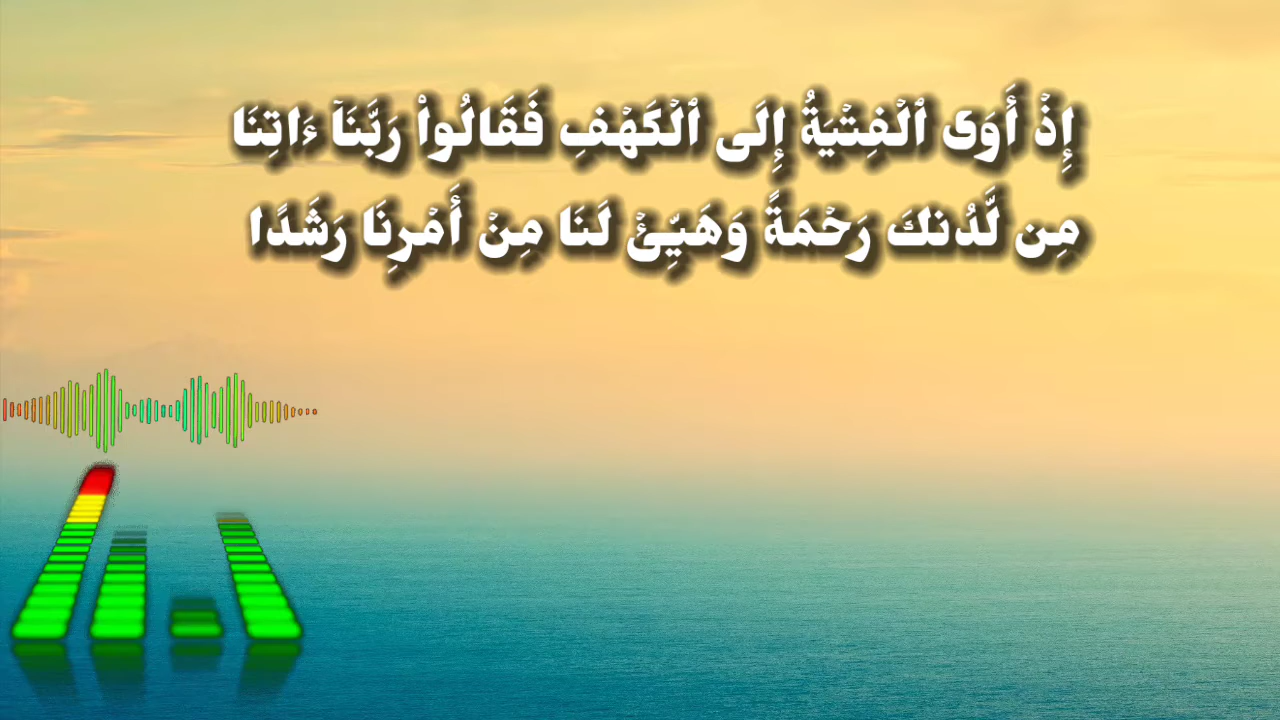 إِذۡ أَوَى ٱلۡفِتۡيَةُ إِلَى ٱلۡكَهۡفِ فَقَالُواْ رَبَّنَآ ءَاتِنَا
مِن لَّدُنكَ رَحۡمَةٗ وَهَيِّئۡ لَنَا مِنۡ أَمۡرِنَا رَشَدٗا